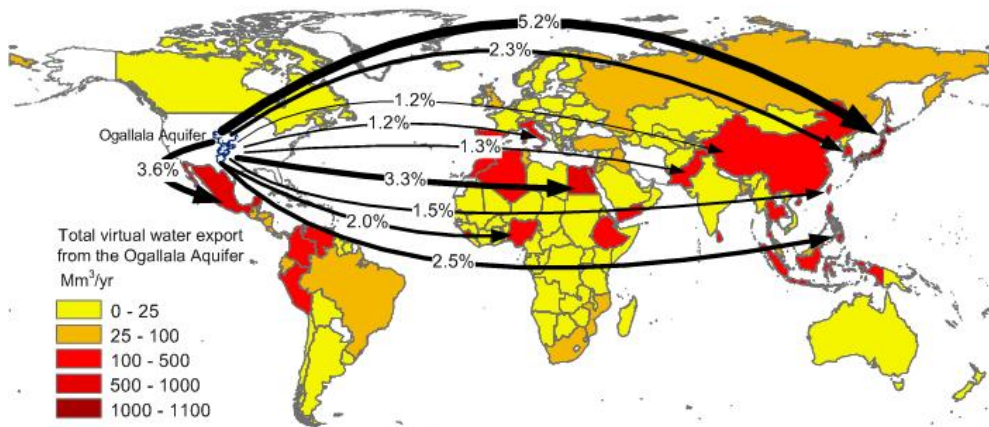 5.2%
2.3%
1.2%
Ogallala Aquifer
1.2%
1.3%
3.6%
3.3%
1.5%
2.0%
2.5%
Total virtual water export
from the Ogallala Aquifer
Mm³/yr
0 - 25
25 - 100
100 - 500
500 - 1000
1000 - 1100